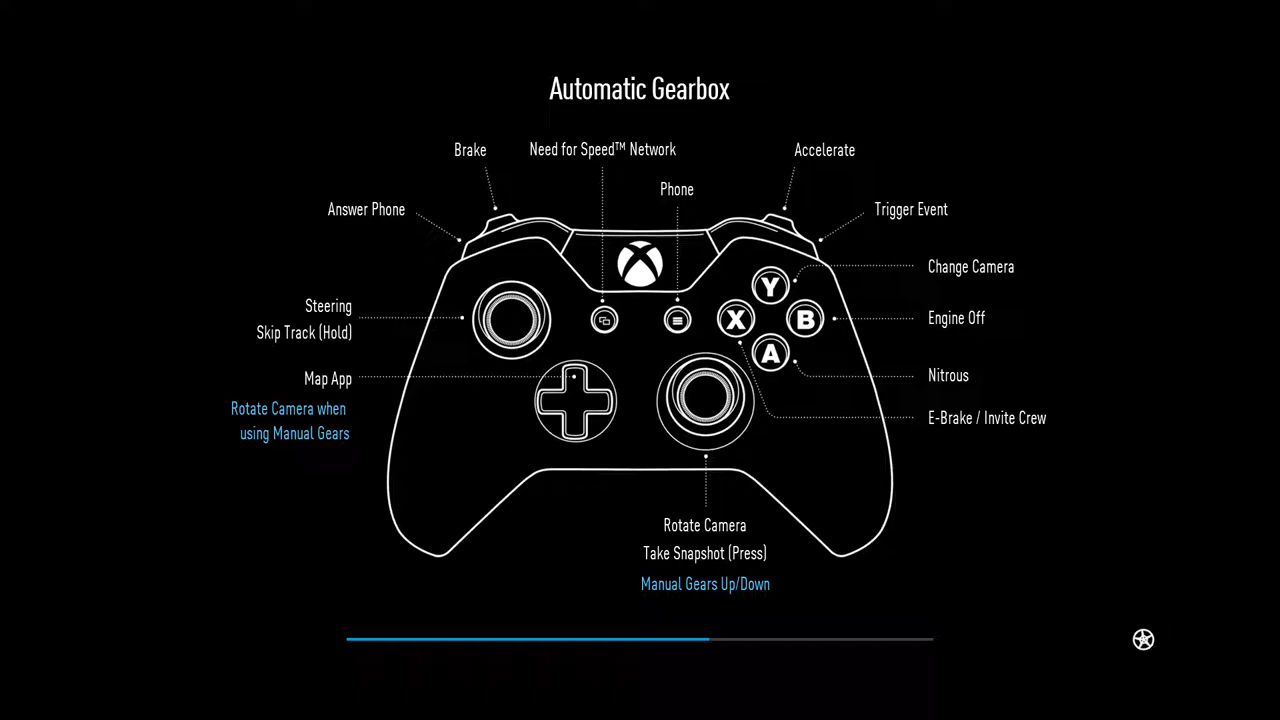 Automatic Gearbox
Brake
Need for Speed™ Network
Accelerate
Phone
Answer Phone
Trigger Event
Change Camera
Y
Steering
X
B
Engine Off
Skip Track (Hold)
A
Map App
Nitrous
Rotate Camera when
using Manual Gears
E-Brake / Invite Crew
Rotate Camera
Take Snapshot (Press)
Manual Gears Up/Down